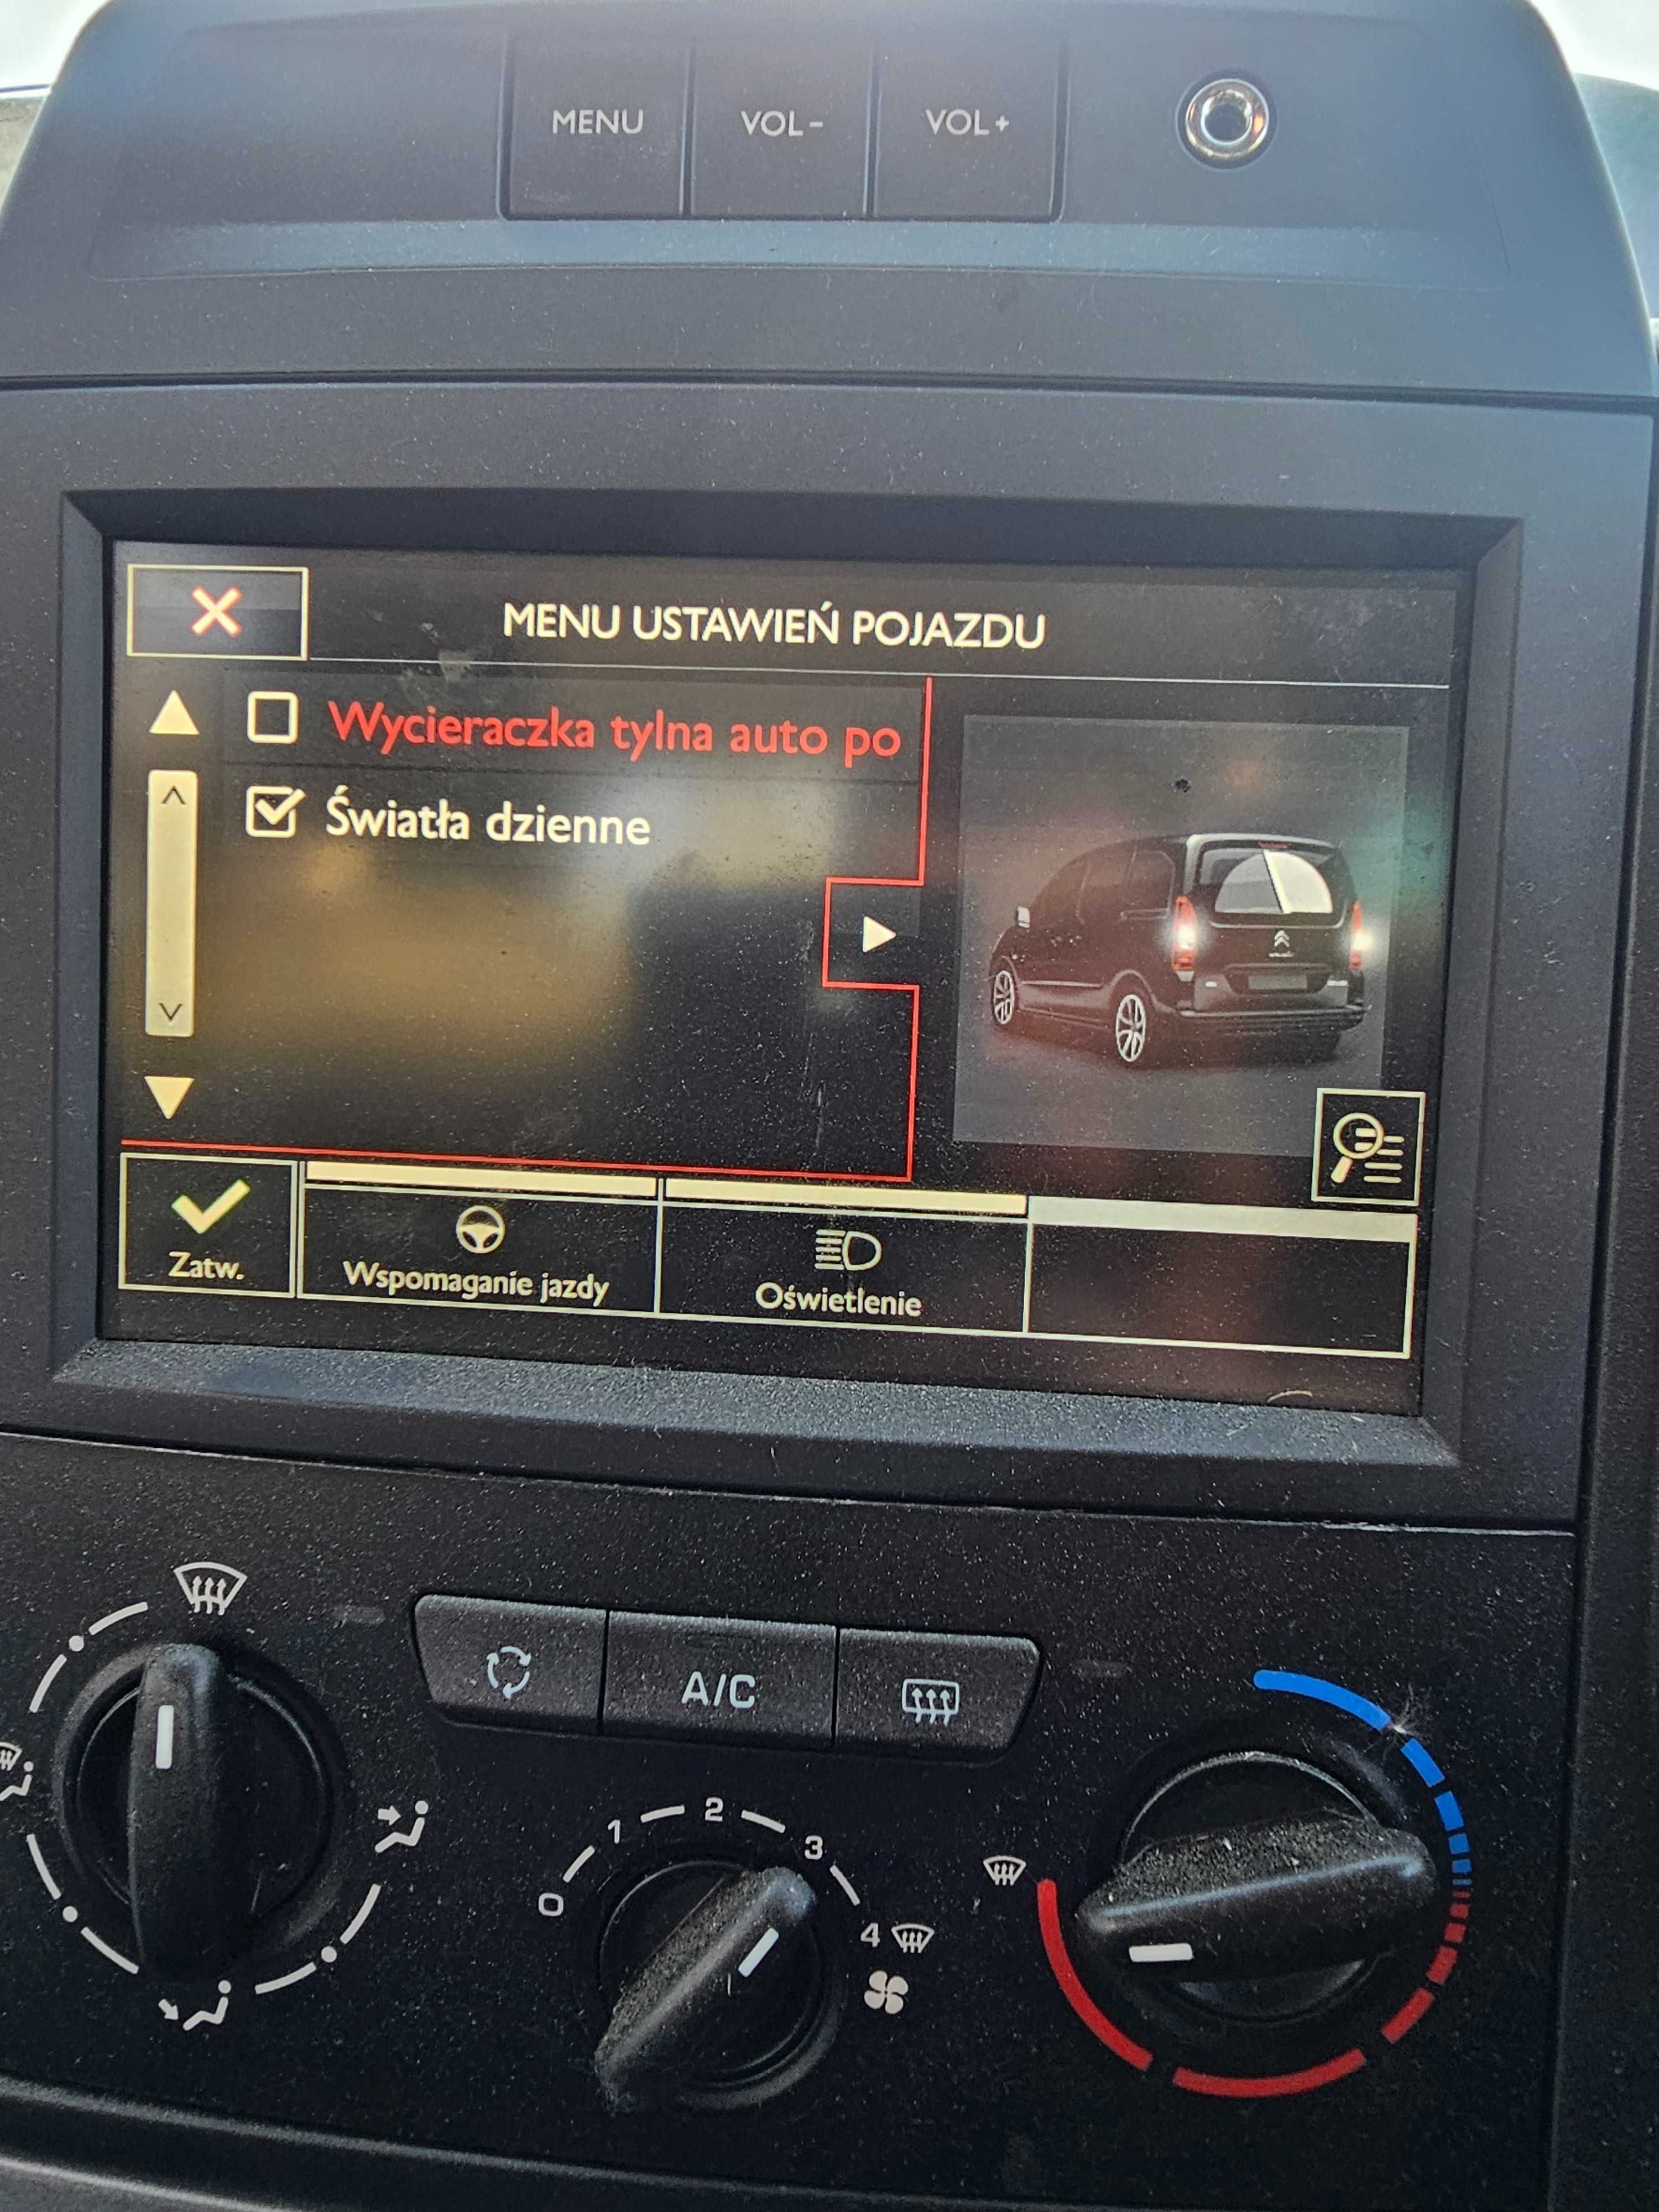 MENU
VOL -
VOL +
MENU USTAWIEŃ POJAZDU
Wycieraczka tylna auto po
Światła dzienne
Zatw.
Wspomaganie jazdy
Oświetlenie
A/C
0
1
2
3
4